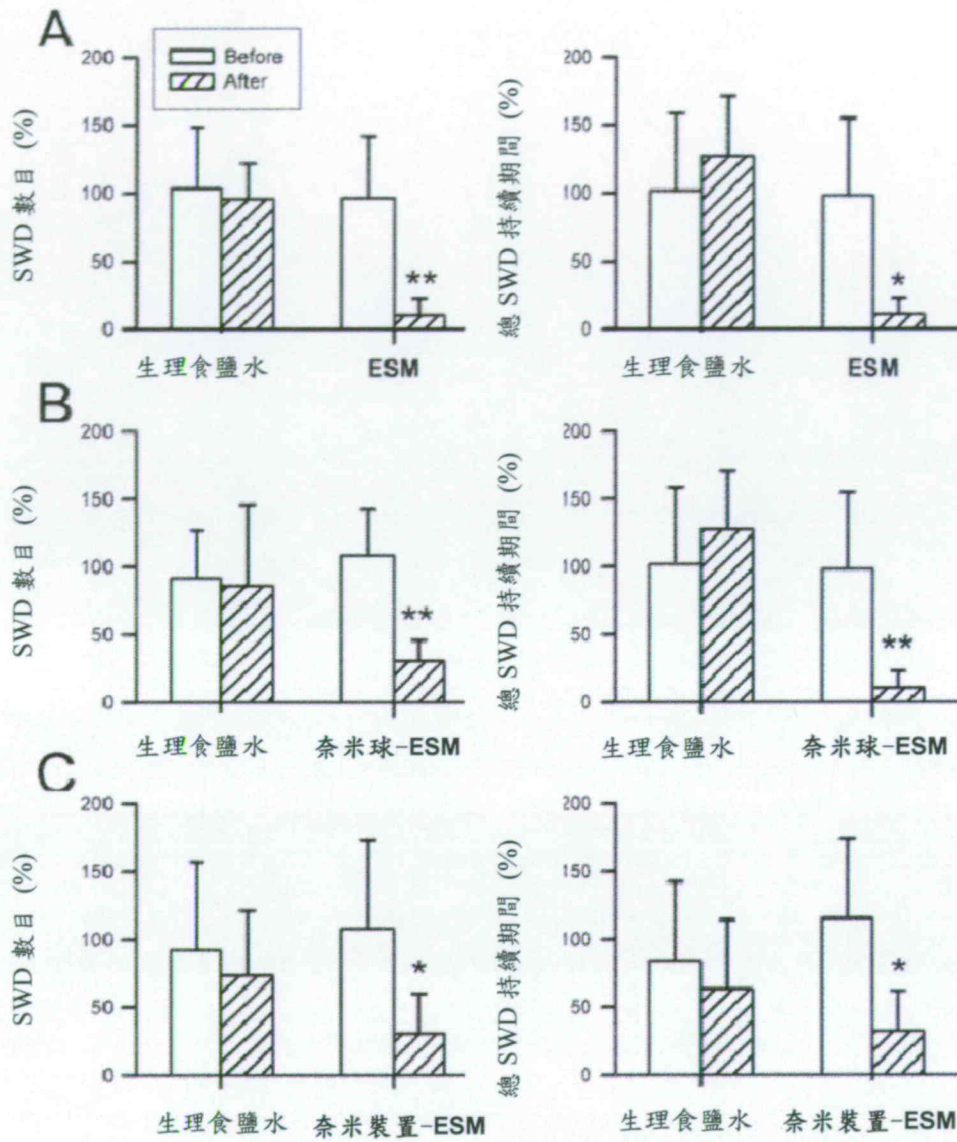 A
Before
After
SWD 數目 (%)
200
150
100
50
0
** 
生理食鹽水
ESM
總 SWD 持續期間 (%)
200
150
100
50
0
*
生理食鹽水
ESM
B
SWD 數目 (%)
200
150
100
50
0
**
生理食鹽水
奈米球-ESM
總 SWD 持續期間 (%)
200
150
100
50
0
**
生理食鹽水
奈米球-ESM
C
SWD 數目 (%)
200
150
100
50
0
*
生理食鹽水
奈米裝置-ESM
總 SWD 持續期間 (%)
200
150
100
50
0
*
生理食鹽水
奈米裝置-ESM